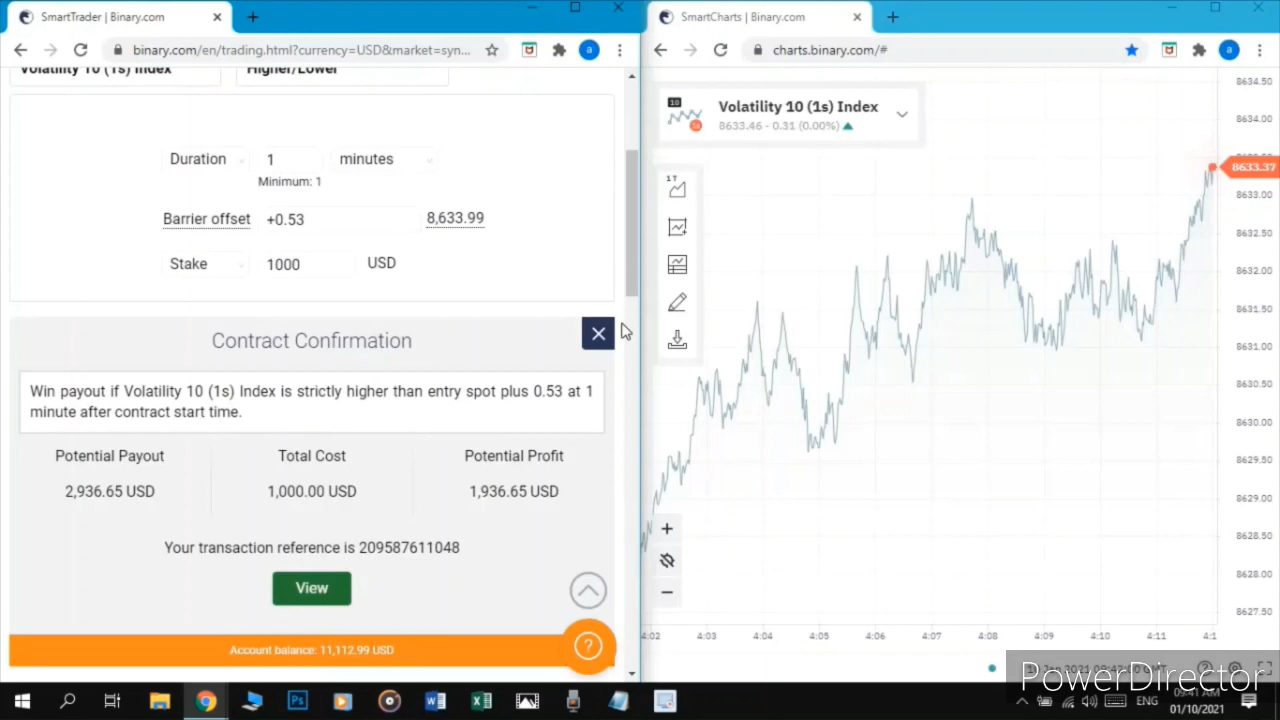 SmartTrader | Binary.com
binary.com/en/trading.html?currency=USD&market=syn...
a
Volatility 10 (1s) Index
Higher/Lower
Duration
1
minutes
Minimum: 1
Barrier offset
+0.53
8,633.99
Stake
1000
USD
Contract Confirmation
Win payout if Volatility 10 (1s) Index is strictly higher than entry spot plus 0.53 at 1
minute after contract start time.
Potential Payout
Total Cost
Potential Profit
2,936.65 USD
1,000.00 USD
1,936.65 USD
Your transaction reference is 209587611048
View
Account balance: 11,112.99 USD
?
SmartCharts | Binary.com
charts.binary.com/#
a
10
Volatility 10 (1s) Index
8633.46 - 0.31 (0.00%)
1T
8634.50
8634.00
8633.37
8633.00
8632.50
8632.00
8631.50
8631.00
8630.50
8630.00
8629.50
8629.00
8628.50
8628.00
8627.50
4:02
4:03
4:04
4:05
4:06
4:07
4:08
4:09
4:10
4:11
4:1
PowerDirector
Ps
ENG
09:41 AM
01/10/2021